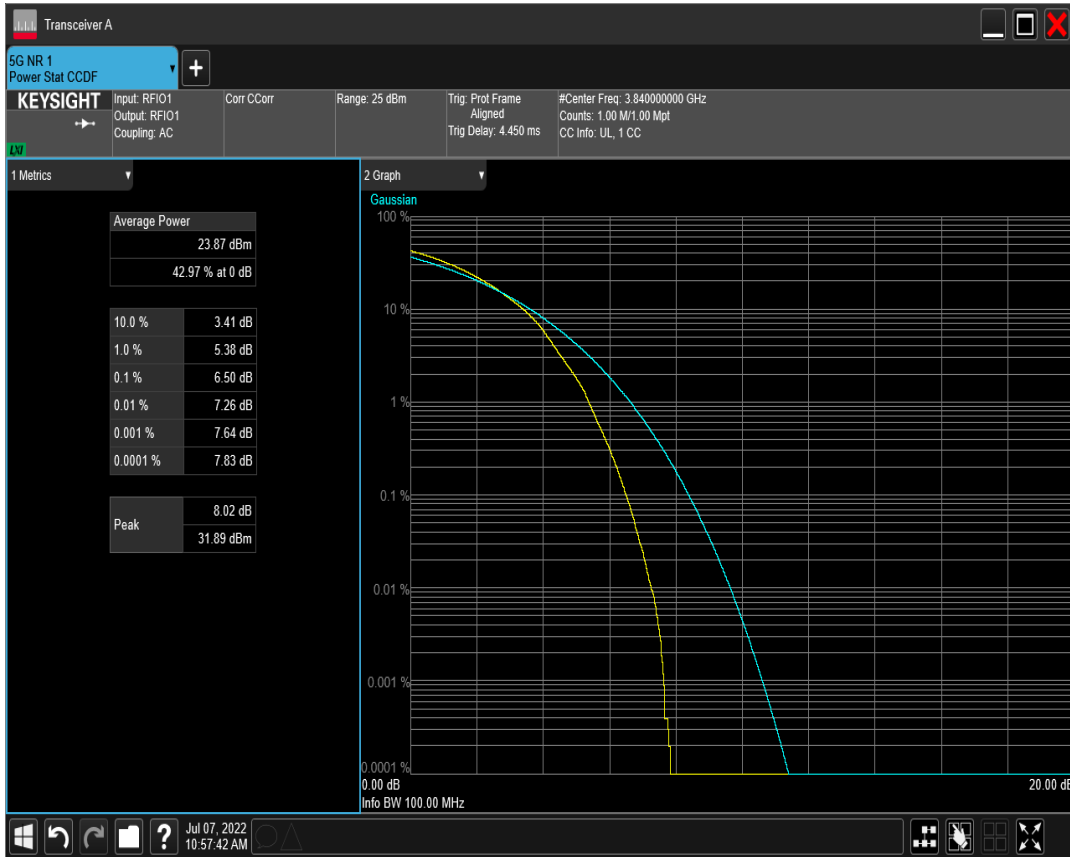 Transceiver A
5G NR 1
Power Stat CCDF
+
KEYSIGHT
LXI
Input: RFIO1
Output: RFIO1
Coupling: AC
Corr CCorr
Range: 25 dBm
Trig: Prot Frame
Aligned
Trig Delay: 4.450 ms
#Center Freq: 3.840000000 GHz
Counts: 1.00 M/1.00 Mpt
CC Info: UL, 1 CC
1 Metrics
Average Power
23.87 dBm
42.97 % at 0 dB
10.0 % 3.41 dB
1.0 % 5.38 dB
0.1 % 6.50 dB
0.01 % 7.26 dB
0.001 % 7.64 dB
0.0001 % 7.83 dB
Peak
8.02 dB
31.89 dBm
2 Graph
Gaussian
100 %
10 %
1 %
0.1 %
0.01 %
0.001 %
0.0001 %
0.00 dB
20.00 dB
Info BW 100.00 MHz
?
Jul 07, 2022
10:57:42 AM